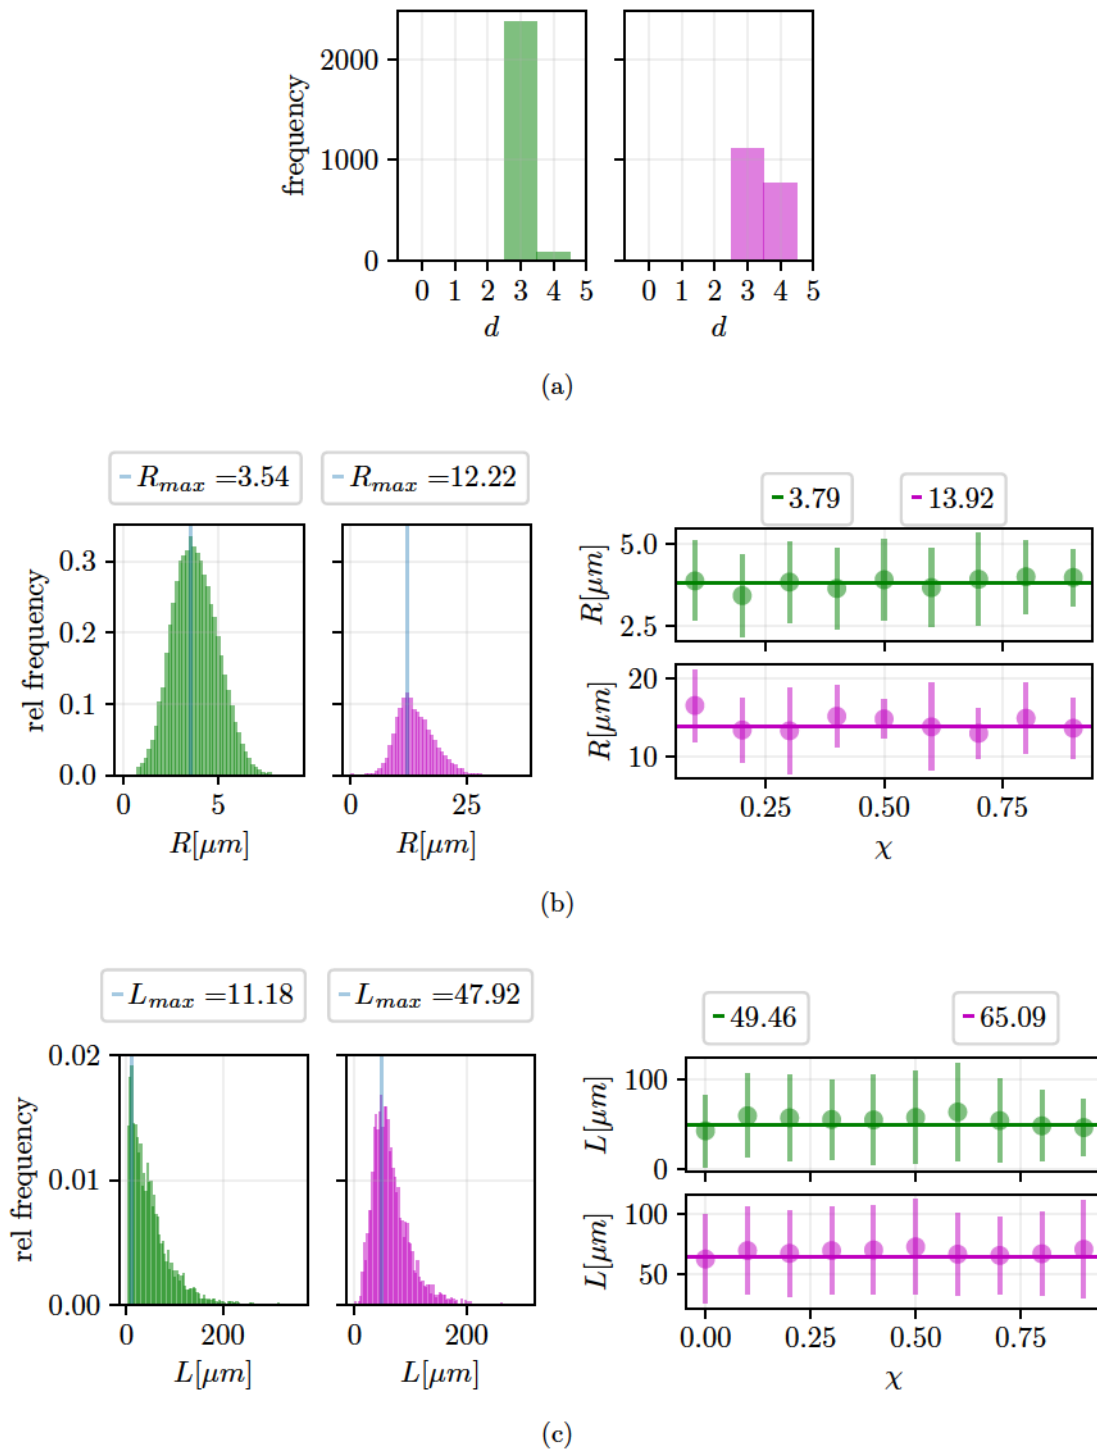 frequency
2000
1000
0
0 1 2 3 4 5
0 1 2 3 4 5
d
d
(a)
R_max =3.54
R_max =12.22
3.79
13.92
rel frequency
0.3
0.2
0.1
0.0
0 5
0 25
R[μm]
R[μm]
R[μm]
5.0
2.5
R[μm]
20
10
0.25 0.50 0.75
χ
(b)
L_max =11.18
L_max =47.92
49.46
65.09
rel frequency
0.02
0.01
0.00
0 200
0 200
L[μm]
L[μm]
L[μm]
100
0
L[μm]
100
50
0.00 0.25 0.50 0.75
χ
(c)